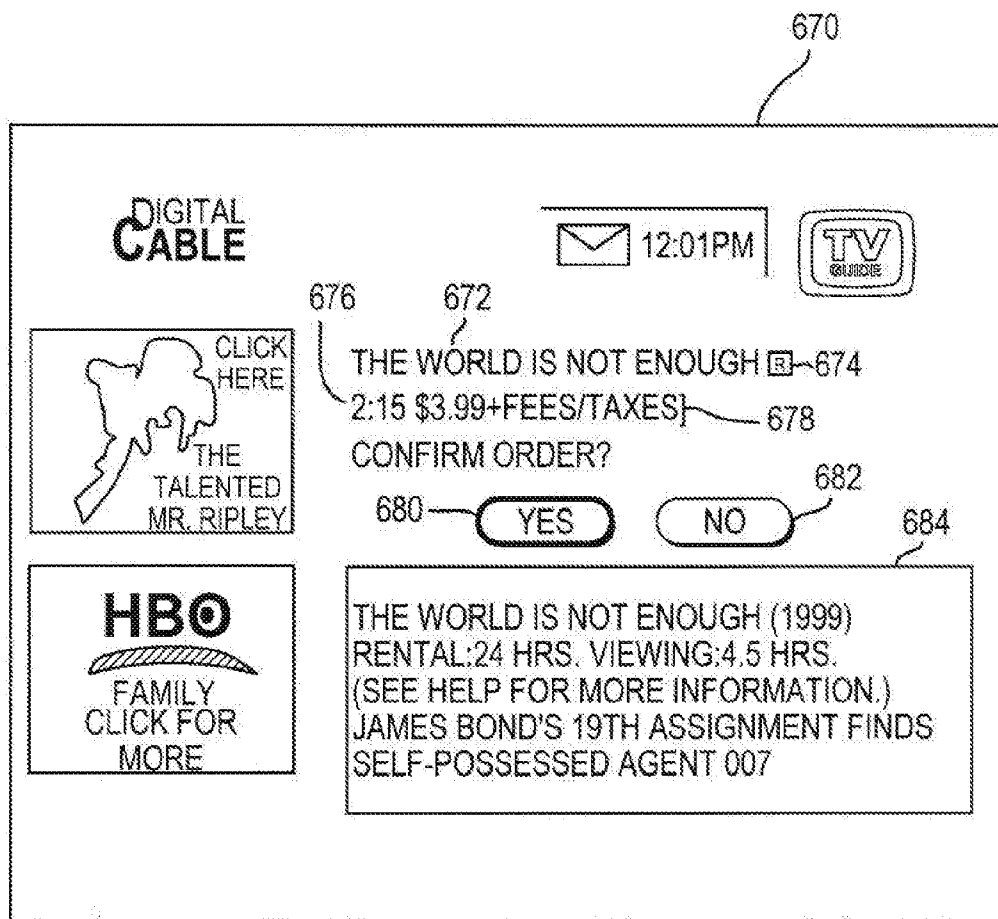 670
DIGITAL
CABLE
12:01PM
TV
GUIDE
676
672
CLICK
HERE
THE
TALENTED
MR. RIPLEY
THE WORLD IS NOT ENOUGH R 674
2:15 $3.99+FEES/TAXES] 678
CONFIRM ORDER?
680
YES
NO
682
684
HBO
FAMILY
CLICK FOR
MORE
THE WORLD IS NOT ENOUGH (1999)
RENTAL:24 HRS. VIEWING:4.5 HRS.
(SEE HELP FOR MORE INFORMATION.)
JAMES BOND'S 19TH ASSIGNMENT FINDS
SELF-POSSESSED AGENT 007